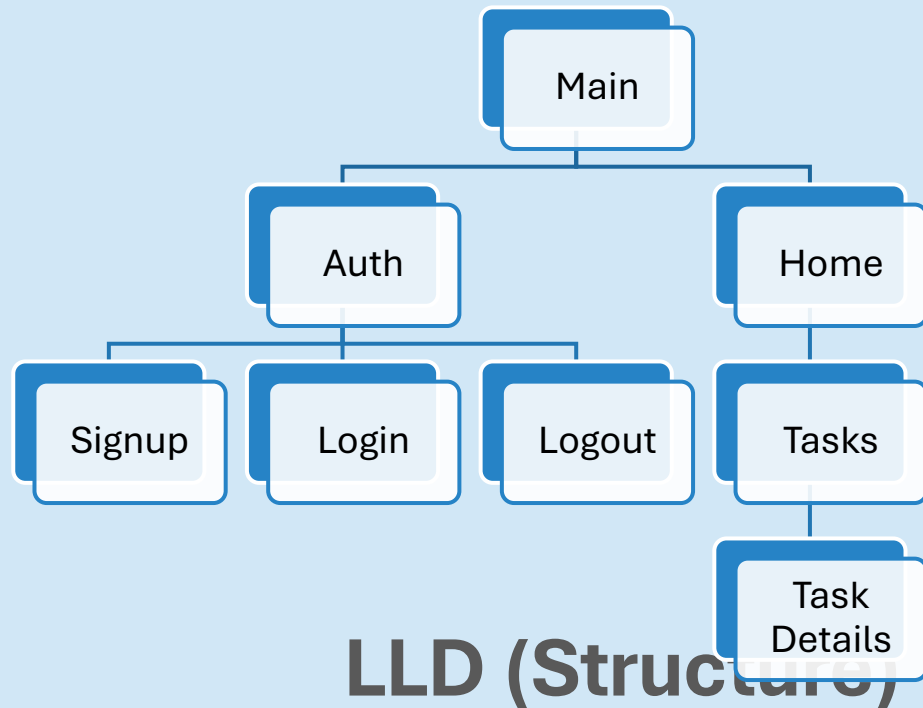 Main
Auth
Home
Signup
Login
Logout
Tasks
Task
Details
LLD (Structure)